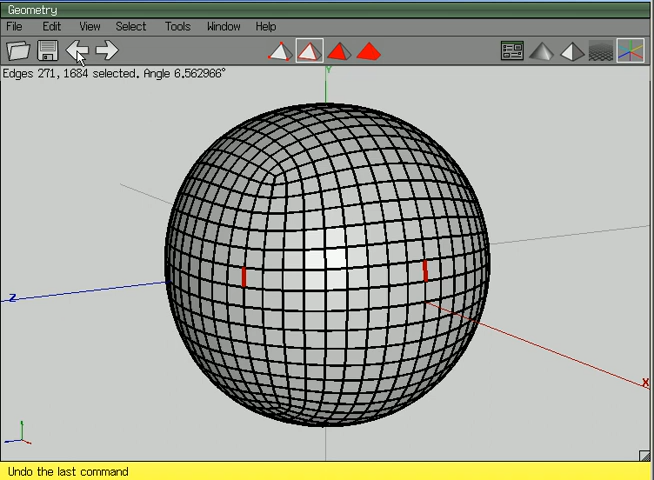 Geometry
File Edit View Select Tools Window Help
Edges 271, 1684 selected. Angle 6.562966°
Y
Z
X
Undo the last command